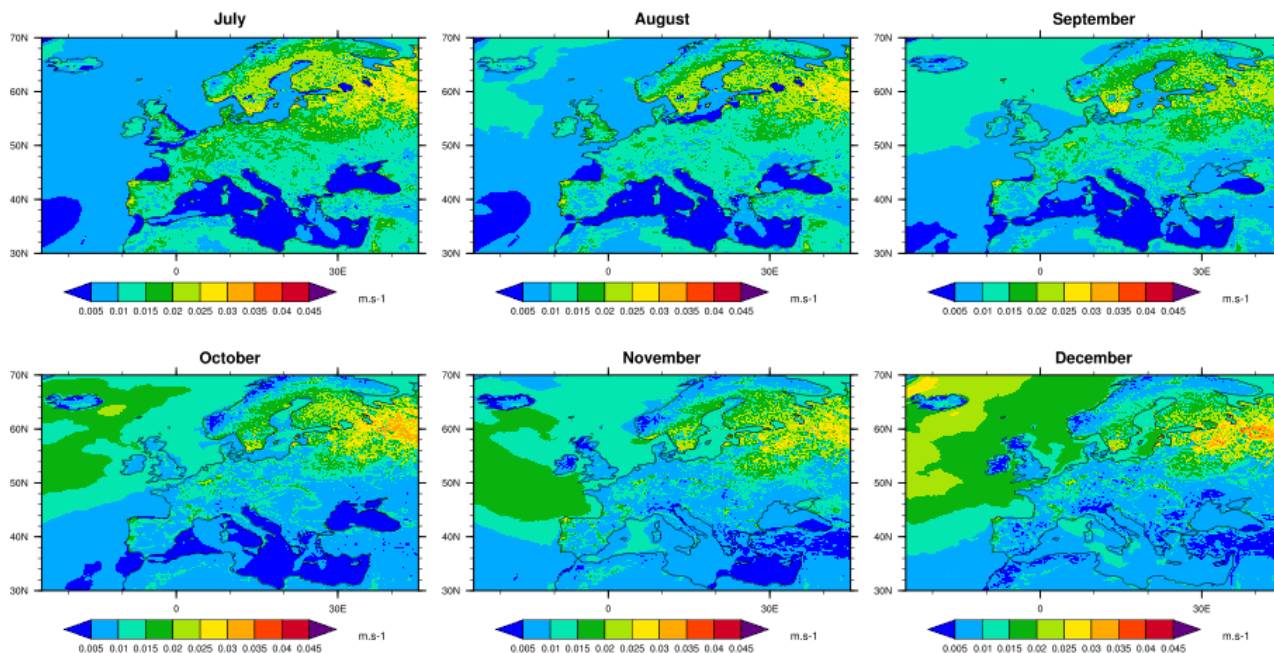 July August September
70N 70N 70N
60N 60N 60N
50N 50N 50N
40N 40N 40N
30N 30N 30N
0 30E 0 30E 0 30E
m.s-1 m.s-1 m.s-1
0.005 0.01 0.015 0.02 0.025 0.03 0.035 0.04 0.045 0.005 0.01 0.015 0.02 0.025 0.03 0.035 0.04 0.045 0.005 0.01 0.015 0.02 0.025 0.03 0.035 0.04 0.045
October November December
70N 70N 70N
60N 60N 60N
50N 50N 50N
40N 40N 40N
30N 30N 30N
0 30E 0 30E 0 30E
m.s-1 m.s-1 m.s-1
0.005 0.01 0.015 0.02 0.025 0.03 0.035 0.04 0.045 0.005 0.01 0.015 0.02 0.025 0.03 0.035 0.04 0.045 0.005 0.01 0.015 0.02 0.025 0.03 0.035 0.04 0.045